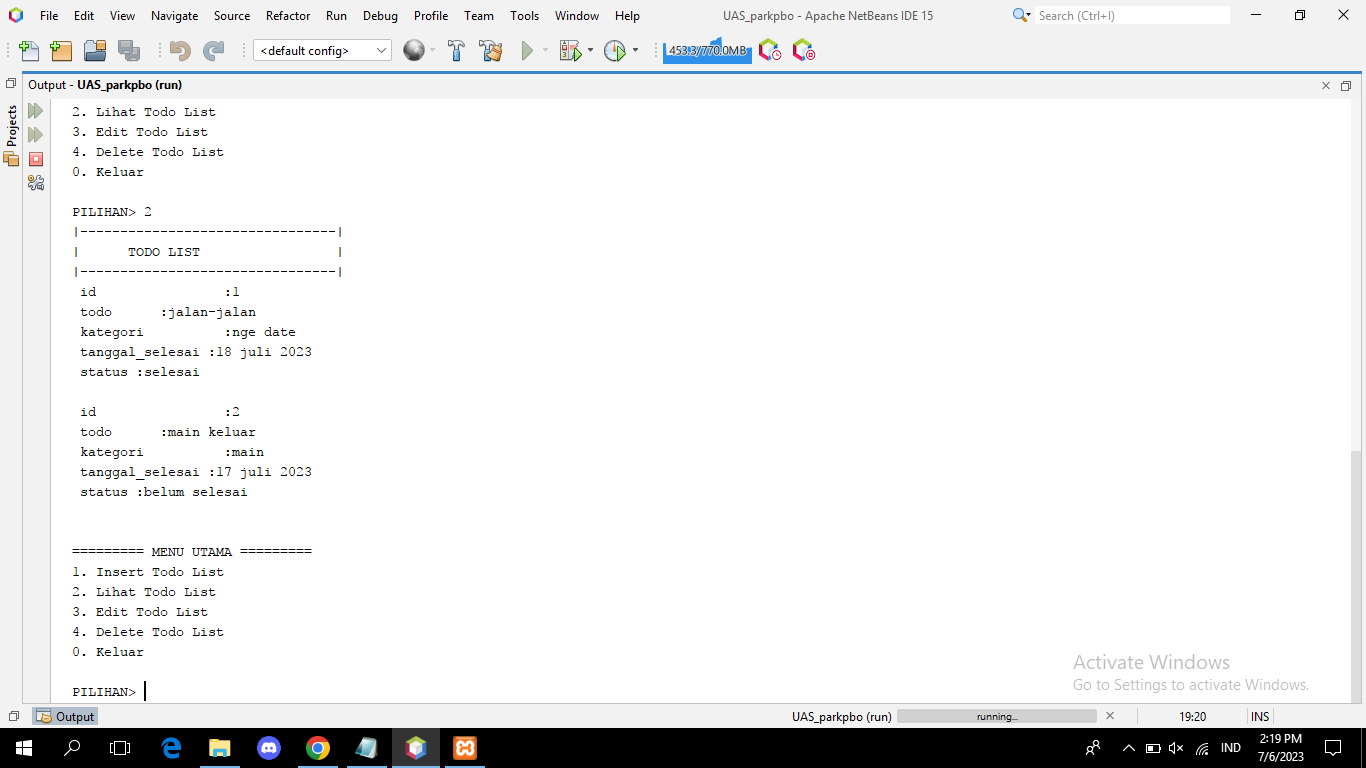 File Edit View Navigate Source Refactor Run Debug Profile Team Tools Window Help UAS_parkpbo - Apache NetBeans IDE 15 Search (Ctrl+I)
<default config> 453.3/770.0MB
Output - UAS_parkpbo (run)
Projects
2. Lihat Todo List
3. Edit Todo List
4. Delete Todo List
0. Keluar
PILIHAN> 2
|--------------------------------|
| TODO LIST |
|--------------------------------|
id :1
todo :jalan-jalan
kategori :nge date
tanggal_selesai :18 juli 2023
status :selesai
id :2
todo :main keluar
kategori :main
tanggal_selesai :17 juli 2023
status :belum selesai
========= MENU UTAMA =========
1. Insert Todo List
2. Lihat Todo List
3. Edit Todo List
4. Delete Todo List
0. Keluar
PILIHAN>
Activate Windows
Go to Settings to activate Windows.
Output UAS_parkpbo (run) running... 19:20 INS
IND 2:19 PM
7/6/2023